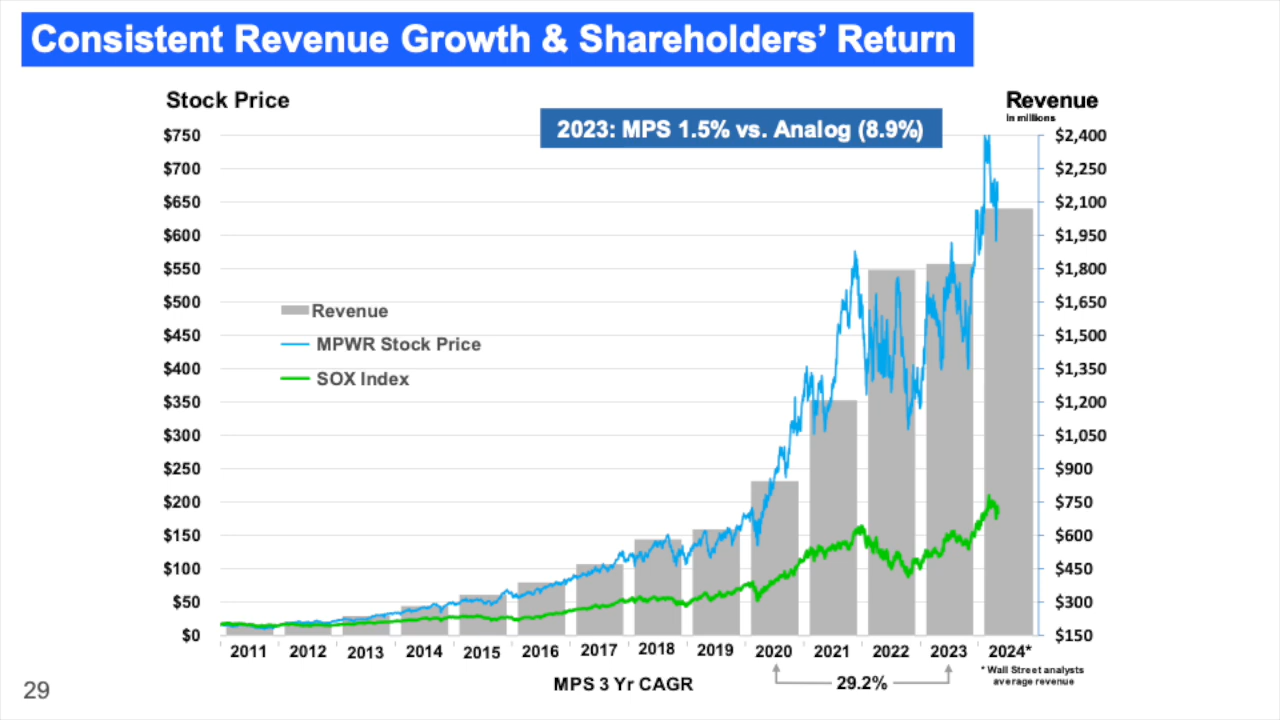 Consistent Revenue Growth & Shareholders’ Return
Stock Price
Revenue
In millions
2023: MPS 1.5% vs. Analog (8.9%)
$750
$700
$650
$600
$550
$500
$450
$400
$350
$300
$250
$200
$150
$100
$50
$0
$2,400
$2,250
$2,100
$1,950
$1,800
$1,650
$1,500
$1,350
$1,200
$1,050
$900
$750
$600
$450
$300
$150
Revenue
MPWR Stock Price
SOX Index
2011 2012 2013 2014 2015 2016 2017 2018 2019 2020 2021 2022 2023 2024*
* Wall Street analysts
average revenue
MPS 3 Yr CAGR
29.2%
29